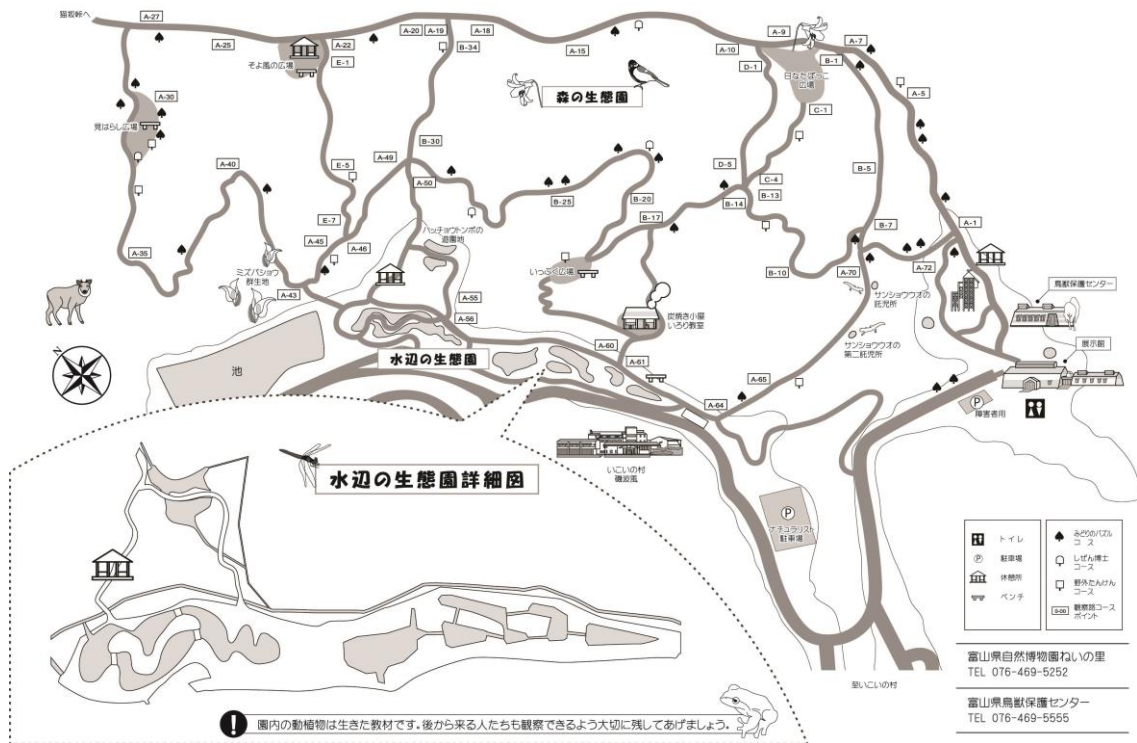 猫坂峠へ
A-27
A-25
A-22
A-20
A-19
A-18
A-15
A-10
A-9
A-7
そよ風の広場
E-1
B-34
D-1
B-1
日なたぼっこ
広場
A-5
森の生態園
C-1
A-30
見はらし広場
A-40
A-49
B-30
E-5
A-50
D-5
C-4
B-5
B-13
B-14
B-25
B-20
B-17
E-7
A-45
A-46
ハッチョウトンボの
遊園地
B-7
A-1
A-35
ミズバショウ
群生地
いっぷく広場
B-10
A-70
A-72
A-43
A-55
A-56
サンショウウオの
託児所
鳥獣保護センター
炭焼き小屋
いろり教室
サンショウウオの
第二託児所
展示館
N
水辺の生態園
A-60
A-61
池
A-65
A-64
P
障害者用
いこいの村
磯波風
水辺の生態園詳細図
P
ナチュラリスト
駐車場
トイレ
P
駐車場
休憩所
ベンチ
みどりのパズル
コース
しぜん博士
コース
野外たんけん
コース
0-00
観察路コース
ポイント
富山県自然博物園ねいの里
TEL 076-469-5252
至いこいの村
富山県鳥獣保護センター
TEL 076-469-5555
園内の動植物は生きた教材です。後から来る人たちも観察できるよう大切に残してあげましょう。